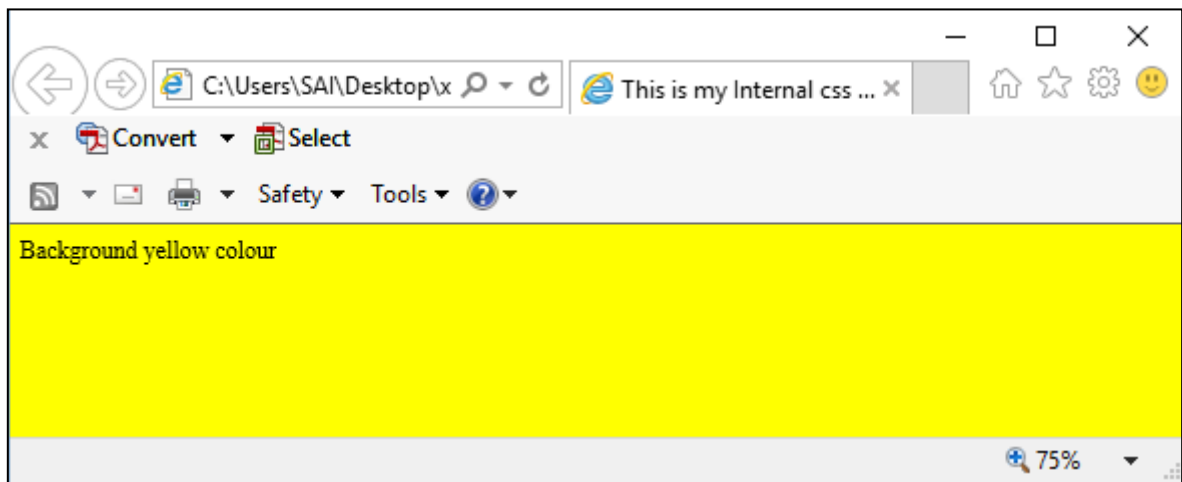 C:\Users\SAI\Desktop\x
This is my Internal css ...
x Convert Select
Safety Tools
Background yellow colour
75%